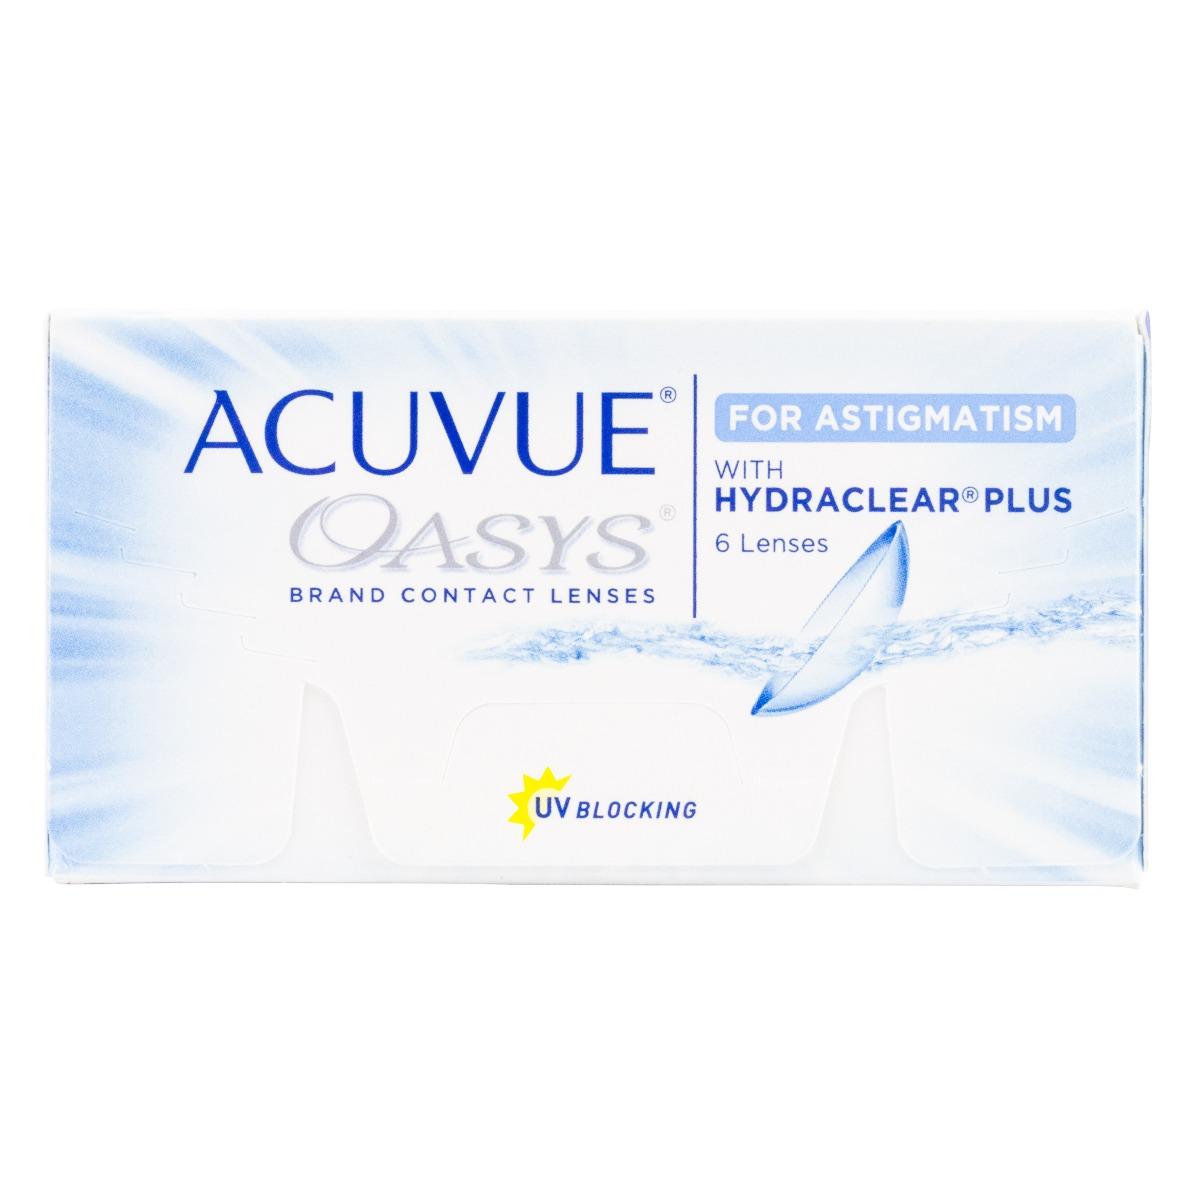 ACUVUE®
OASYS®
BRAND CONTACT LENSES
FOR ASTIGMATISM
WITH
HYDRACLEAR® PLUS
6 Lenses
UV BLOCKING